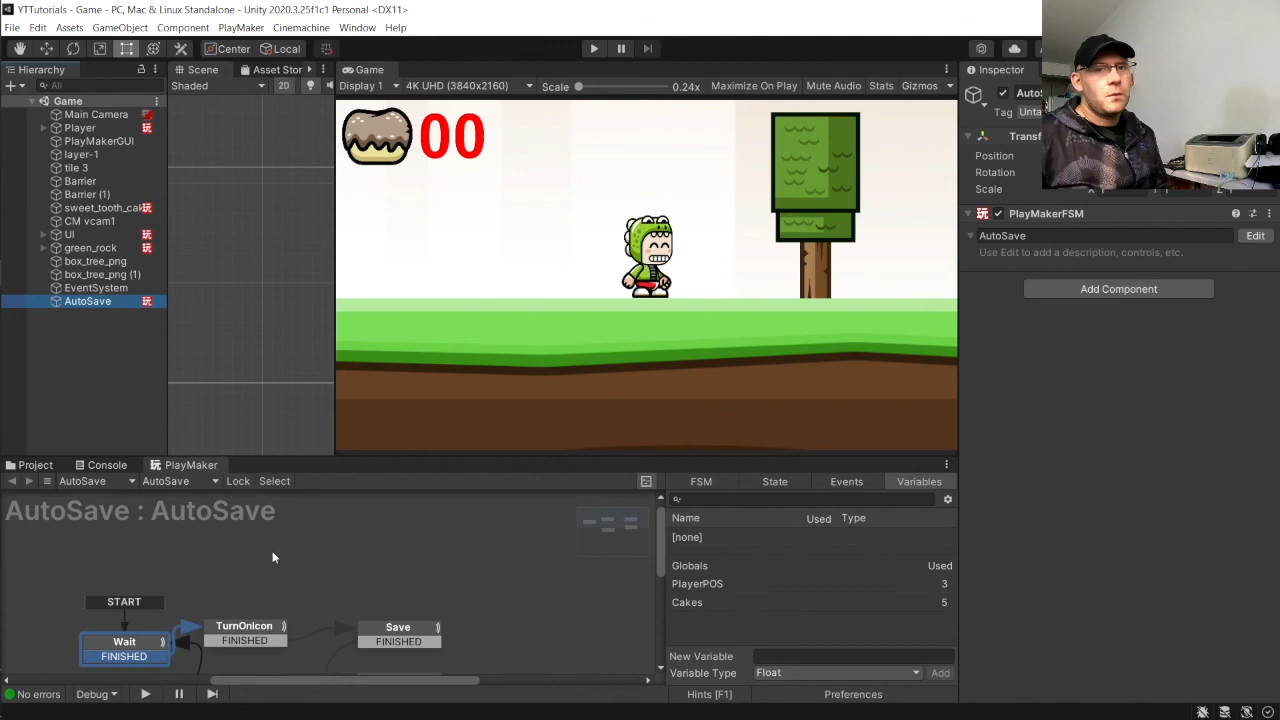 YTTutorials - Game - PC, Mac & Linux Standalone - Unity 2020.3.25f1c1 Personal <DX11>
File Edit Assets GameObject Component PlayMaker Cinemachine Window Help
Center Local
Hierarchy Scene Asset Stor Game Inspector
All Shaded 2D Display 1 4K UHD (3840x2160) Scale 0.24x Maximize On Play Mute Audio Stats Gizmos
Game
Main Camera
Player
PlayMakerGUI
layer-1
tile 3
Barrier
Barrier (1)
sweet_tooth_cak
CM vcam1
UI
green_rock
box_tree_png
box_tree_png (1)
EventSystem
AutoSave
00
Tag
Transf
Position
Rotation
Scale
PlayMakerFSM
AutoSave Edit
Use Edit to add a description, controls, etc.
Add Component
Project Console PlayMaker
AutoSave AutoSave Lock Select
AutoSave : AutoSave
START
Wait
FINISHED
TurnOnIcon
FINISHED
Save
FINISHED
No errors Debug
FSM State Events Variables
Name Used Type
[none]
Globals Used
PlayerPOS 3
Cakes 5
New Variable
Variable Type Float Add
Hints [F1] Preferences